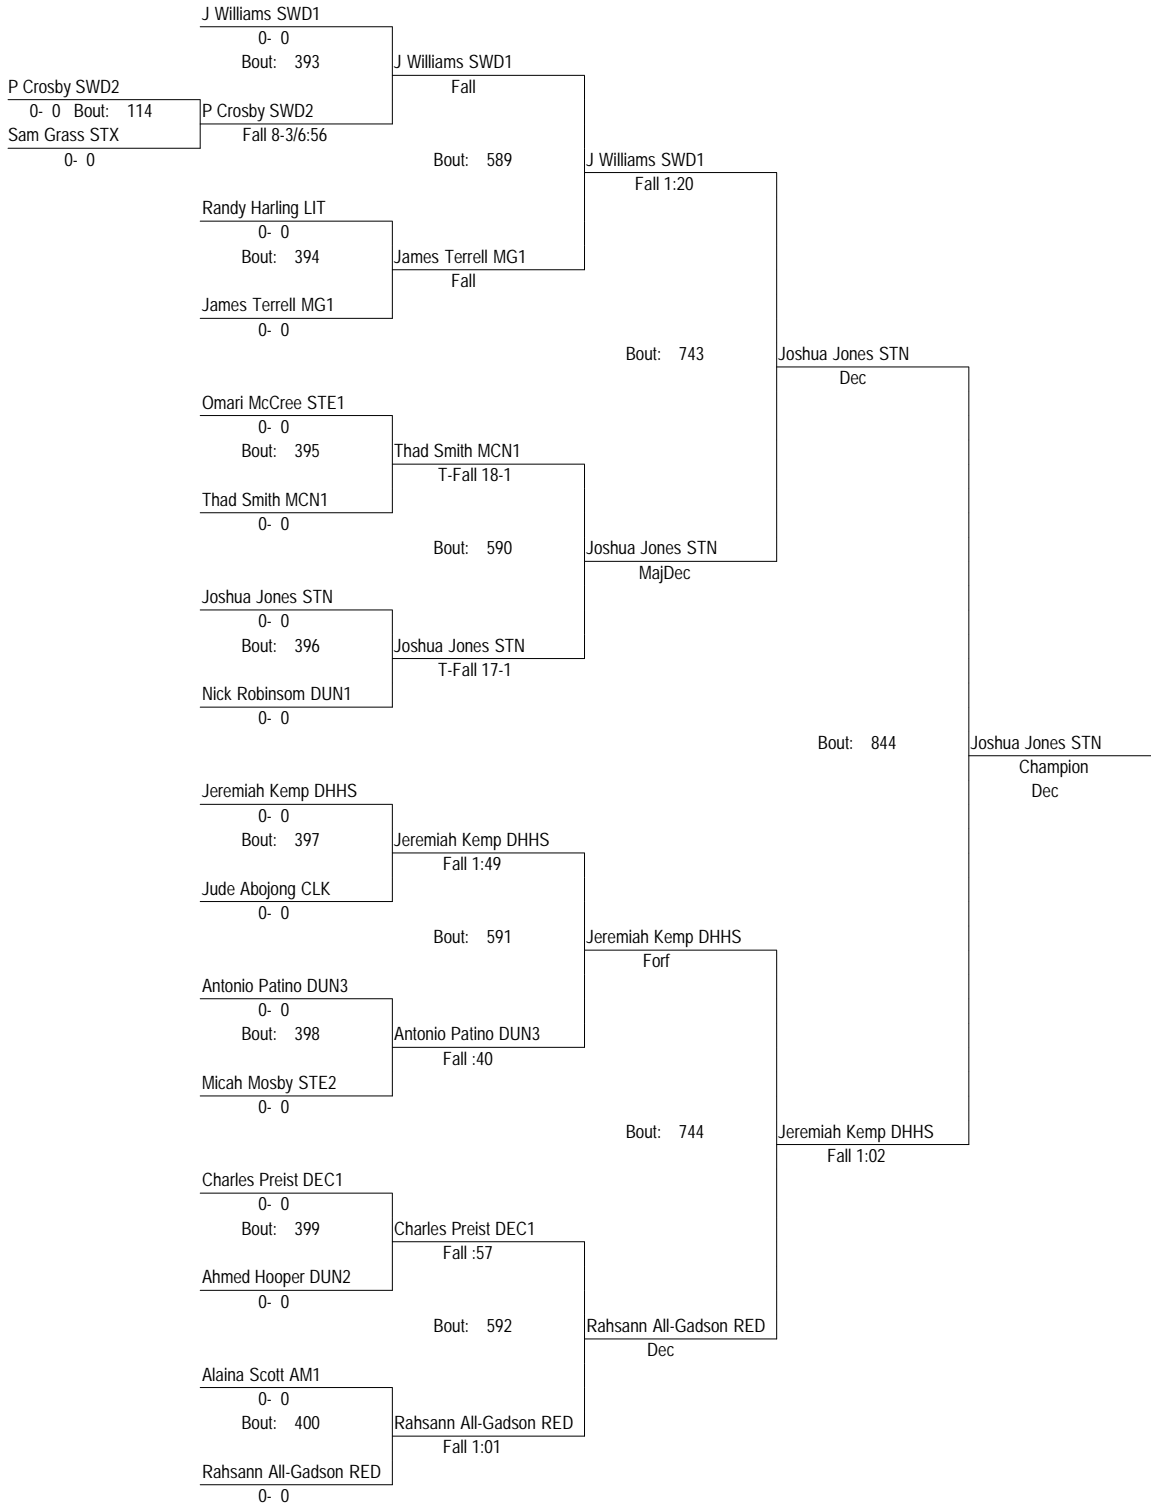 J Williams SWD1
0- 0
Bout: 393
J Williams SWD1
Fall
P Crosby SWD2
0- 0 Bout: 114
P Crosby SWD2
Fall 8-3/6:56
Sam Grass STX
0- 0
Bout: 589
J Williams SWD1
Fall 1:20
Randy Harling LIT
0- 0
Bout: 394
James Terrell MG1
Fall
James Terrell MG1
0- 0
Bout: 743
Joshua Jones STN
Dec
Omari McCree STE1
0- 0
Bout: 395
Thad Smith MCN1
T-Fall 18-1
Thad Smith MCN1
0- 0
Bout: 590
Joshua Jones STN
MajDec
Joshua Jones STN
0- 0
Bout: 396
Joshua Jones STN
T-Fall 17-1
Nick Robinsom DUN1
0- 0
Bout: 844
Joshua Jones STN
Champion
Dec
Jeremiah Kemp DHHS
0- 0
Bout: 397
Jeremiah Kemp DHHS
Fall 1:49
Jude Abojong CLK
0- 0
Bout: 591
Jeremiah Kemp DHHS
Forf
Antonio Patino DUN3
0- 0
Bout: 398
Antonio Patino DUN3
Fall :40
Micah Mosby STE2
0- 0
Bout: 744
Jeremiah Kemp DHHS
Fall 1:02
Charles Preist DEC1
0- 0
Bout: 399
Charles Preist DEC1
Fall :57
Ahmed Hooper DUN2
0- 0
Bout: 592
Rahsann All-Gadson RED
Dec
Alaina Scott AM1
0- 0
Bout: 400
Rahsann All-Gadson RED
Fall 1:01
Rahsann All-Gadson RED
0- 0